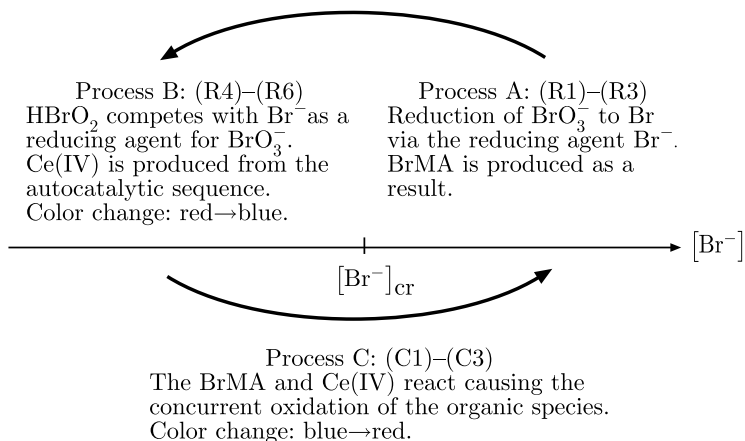 Process B: (R4)–(R6)
HBrO₂ competes with Br⁻as a
reducing agent for BrO₃⁻.
Ce(IV) is produced from the
autocatalytic sequence.
Color change: red→blue.
Process A: (R1)–(R3)
Reduction of BrO₃⁻ to Br
via the reducing agent Br⁻.
BrMA is produced as a
result.
[Br⁻]
[Br⁻]cr
Process C: (C1)–(C3)
The BrMA and Ce(IV) react causing the
concurrent oxidation of the organic species.
Color change: blue→red.